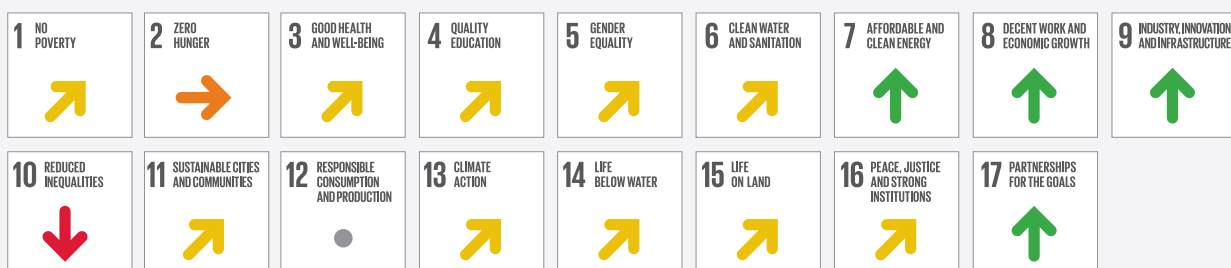 1 NO
POVERTY
2 ZERO
HUNGER
3 GOOD HEALTH
AND WELL-BEING
4 QUALITY
EDUCATION
5 GENDER
EQUALITY
6 CLEAN WATER
AND SANITATION
7 AFFORDABLE AND
CLEAN ENERGY
8 DECENT WORK AND
ECONOMIC GROWTH
9 INDUSTRY, INNOVATION
AND INFRASTRUCTURE
10 REDUCED
INEQUALITIES
11 SUSTAINABLE CITIES
AND COMMUNITIES
12 RESPONSIBLE
CONSUMPTION
AND PRODUCTION
13 CLIMATE
ACTION
14 LIFE
BELOW WATER
15 LIFE
ON LAND
16 PEACE, JUSTICE
AND STRONG
INSTITUTIONS
17 PARTNERSHIPS
FOR THE GOALS